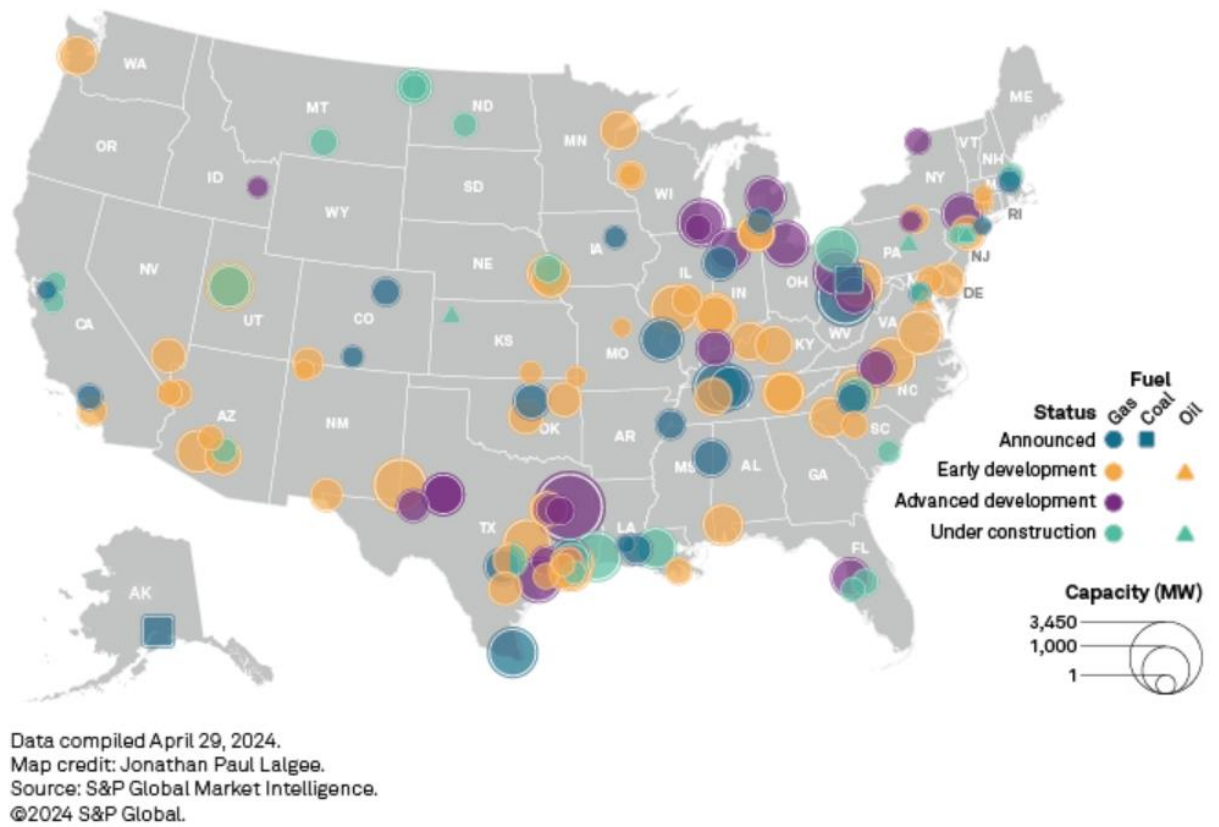 WA
MT
ND
ME
OR
MN
VT
NH
ID
SD
WI
NY
WY
RI
IA
PA
NV
NE
NJ
IL
OH
IN
DE
UT
CO
CA
WV
VA
KS
MO
KY
NC
AZ
NM
OK
AR
SC
MS
AL
GA
TX
LA
FL
AK
Fuel
Status Gas Coal Oil
Announced
Early development
Advanced development
Under construction
Capacity (MW)
3,450
1,000
1
Data compiled April 29, 2024.
Map credit: Jonathan Paul Lalgee.
Source: S&P Global Market Intelligence.
©2024 S&P Global.